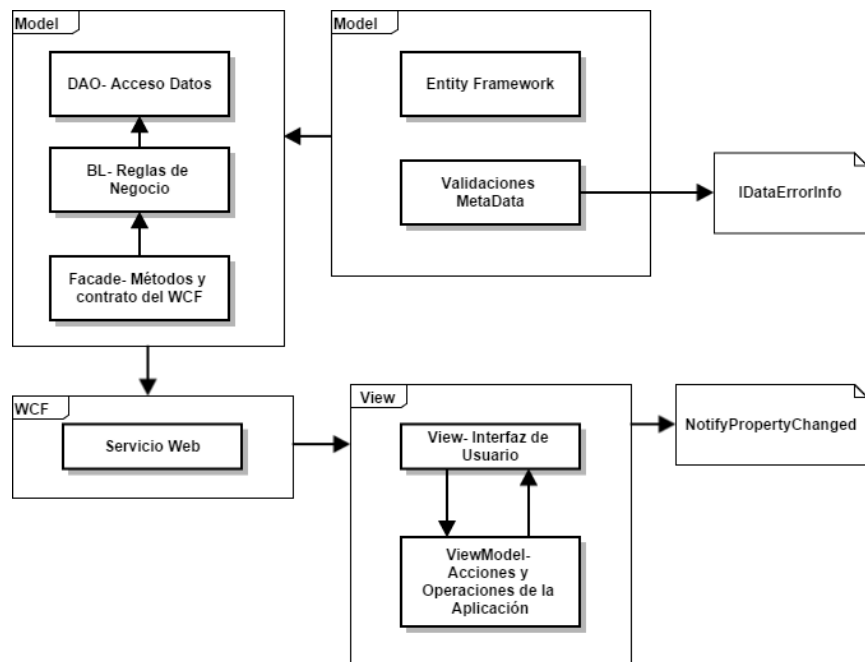 Model
DAO- Acceso Datos
BL- Reglas de
Negocio
Facade- Métodos y
contrato del WCF
Model
Entity Framework
Validaciones
MetaData
IDataErrorInfo
WCF
Servicio Web
View
View- Interfaz de
Usuario
ViewModel-
Acciones y
Operaciones de la
Aplicación
NotifyPropertyChanged